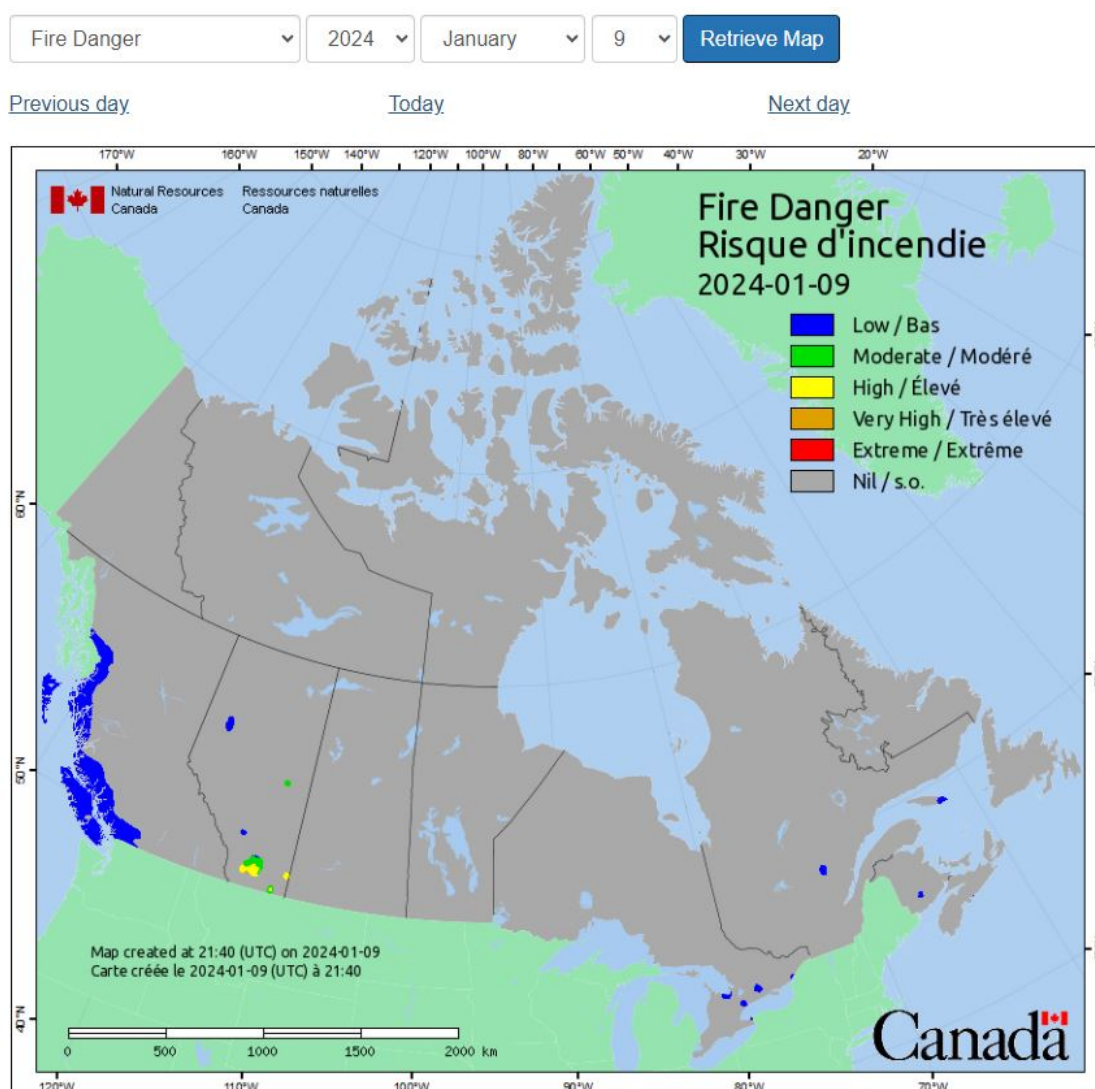 Fire Danger 2024 January 9 Retrieve Map
Previous day Today Next day
170°W 160°W 150°W 140°W 120°W 100°W 80°W 60°W 50°W 40°W 30°W 20°W
Natural Resources Ressources naturelles
Canada Canada
Fire Danger
Risque d'incendie
2024-01-09
Low / Bas
Moderate / Modéré
High / Élevé
Very High / Très élevé
Extreme / Extrême
Nil / s.o.
60°N
50°N
Map created at 21:40 (UTC) on 2024-01-09
Carte créée le 2024-01-09 (UTC) à 21:40
40°N
Canada
0 500 1000 1500 2000 km
120°W 110°W 100°W 90°W 80°W 70°W